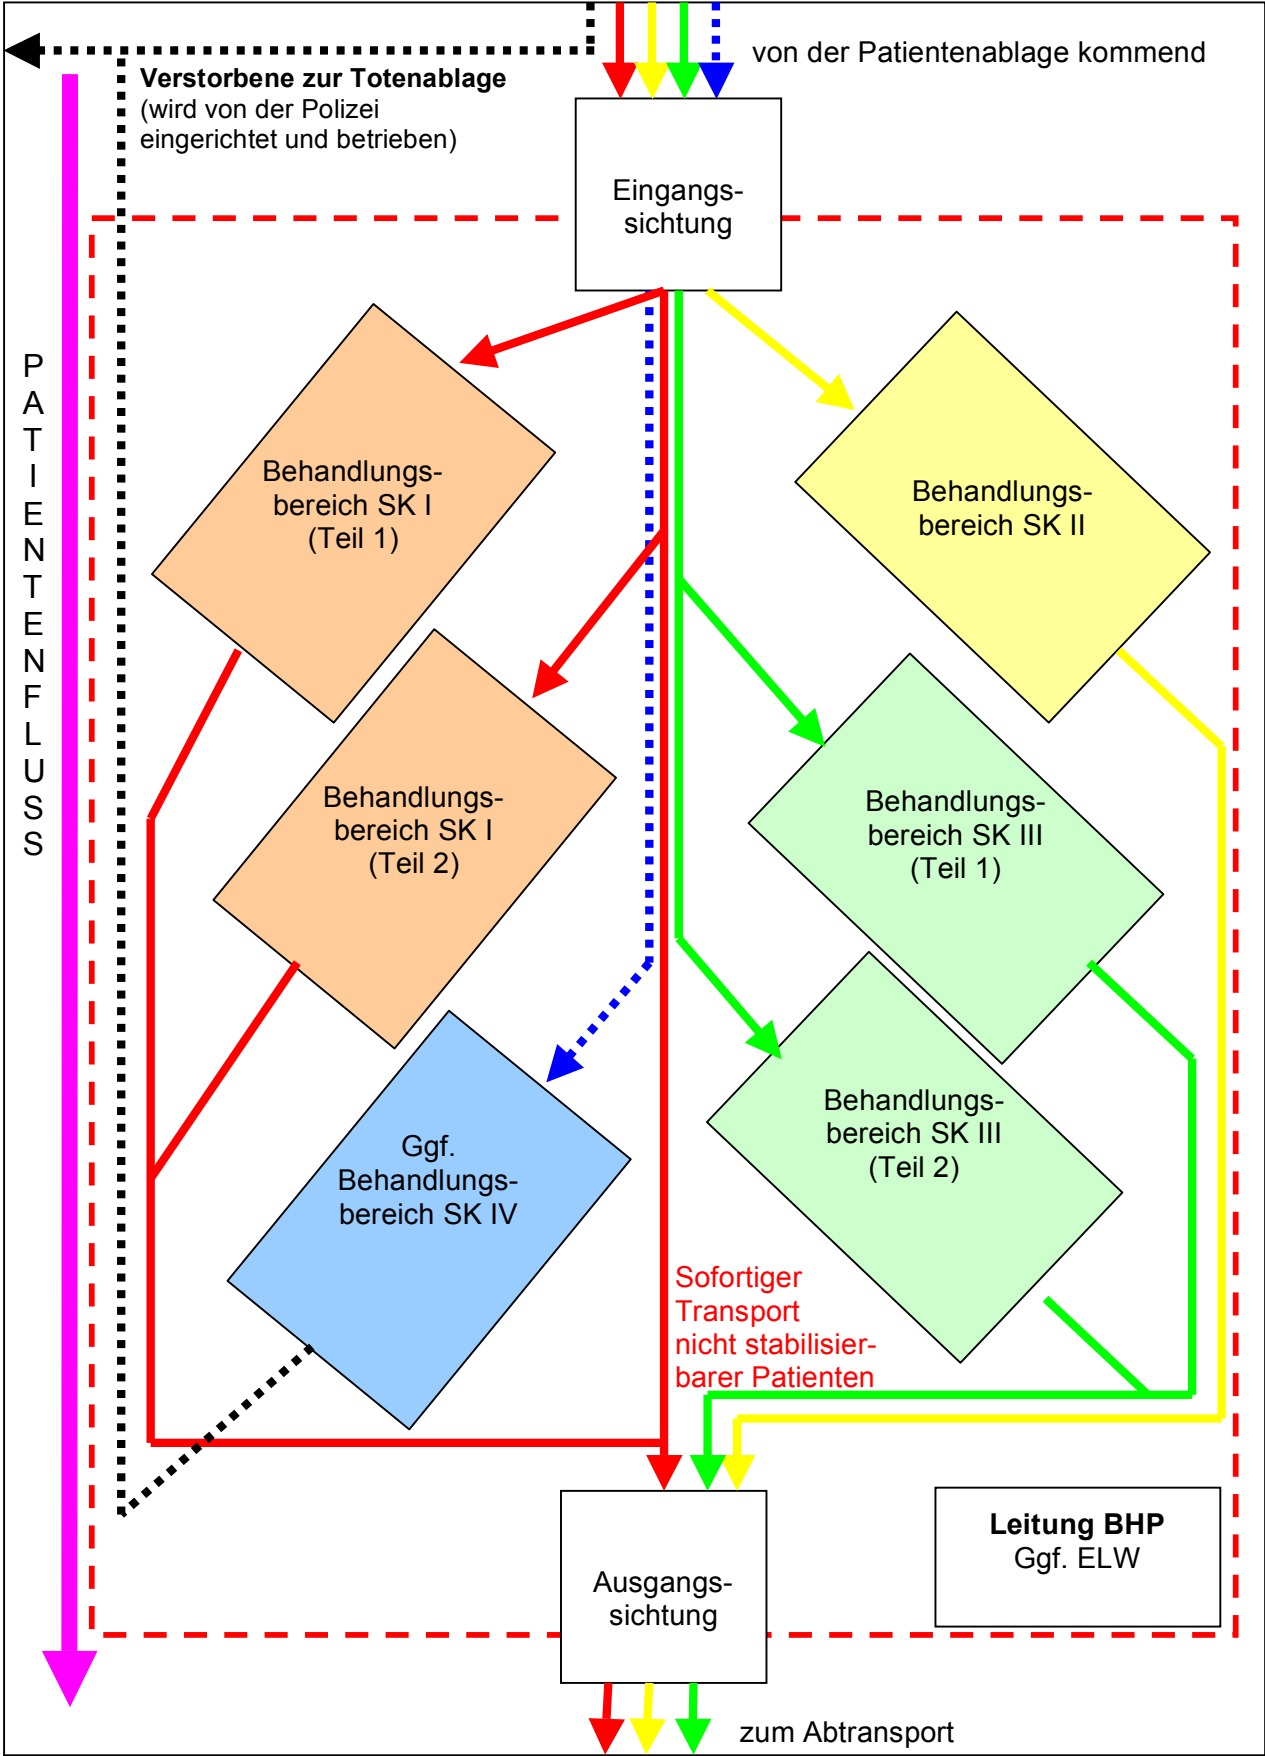 von der Patientenablage kommend
Verstorbene zur Totenablage
(wird von der Polizei
eingerichtet und betrieben)
Eingangs-
sichtung
P
A
T
I
E
N
T
E
N
F
L
U
S
S
Behandlungs-
bereich SK I
(Teil 1)
Behandlungs-
bereich SK II
Behandlungs-
bereich SK I
(Teil 2)
Behandlungs-
bereich SK III
(Teil 1)
Ggf.
Behandlungs-
bereich SK IV
Behandlungs-
bereich SK III
(Teil 2)
Sofortiger
Transport
nicht stabilisier-
barer Patienten
Leitung BHP
Ggf. ELW
Ausgangs-
sichtung
zum Abtransport